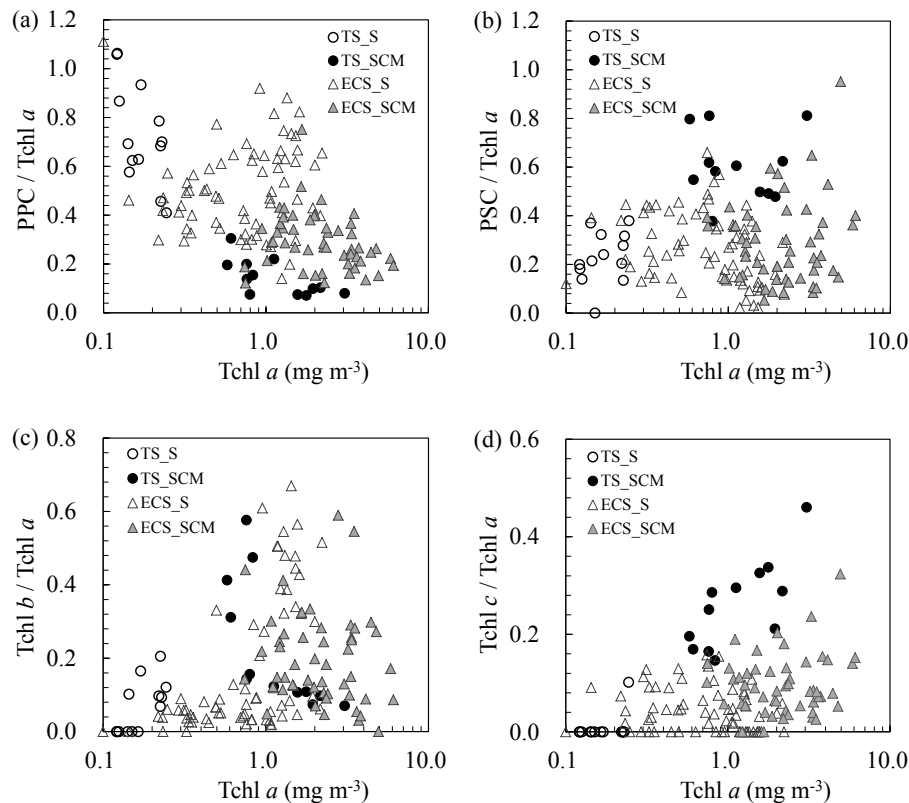 (a)
1.2
1.0
0.8
0.6
0.4
0.2
0.0
PPC / Tchl a
TS_S
TS_SCM
ECS_S
ECS_SCM
0.1 1.0 10.0
Tchl a (mg m-3)
(b)
1.2
1.0
0.8
0.6
0.4
0.2
0.0
PSC / Tchl a
TS_S
TS_SCM
ECS_S
ECS_SCM
0.1 1.0 10.0
Tchl a (mg m-3)
(c)
0.8
0.6
0.4
0.2
0.0
Tchl b / Tchl a
TS_S
TS_SCM
ECS_S
ECS_SCM
0.1 1.0 10.0
Tchl a (mg m-3)
(d)
0.6
0.4
0.2
0.0
Tchl c / Tchl a
TS_S
TS_SCM
ECS_S
ECS_SCM
0.1 1.0 10.0
Tchl a (mg m-3)